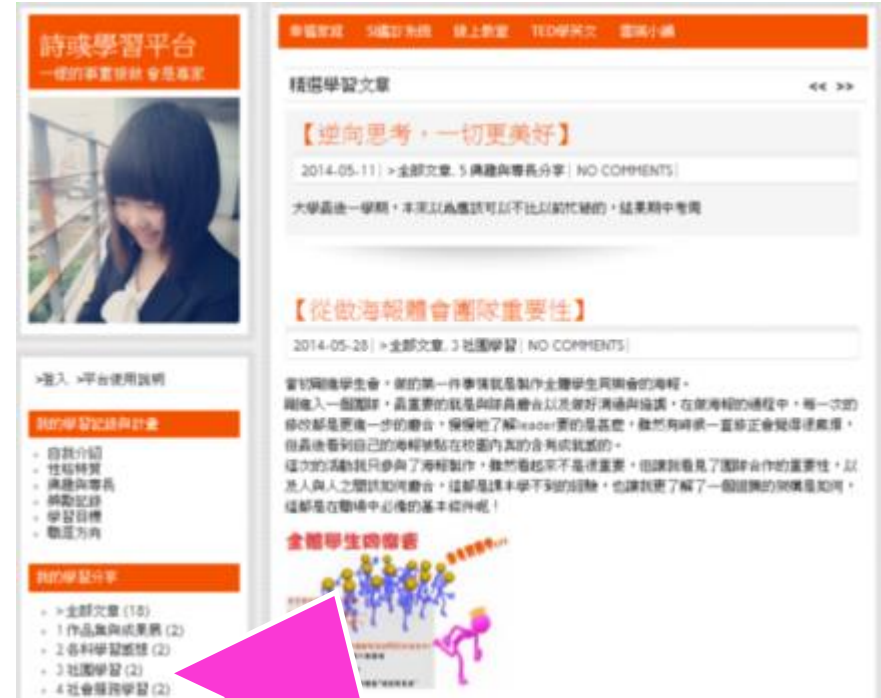 詩彧學習平台
一樣的事重複做 會是專家
幸福家庭 線上教室 TED學英文 雲端小編
精選學習文章 << >>
【逆向思考，一切更美好】
2014-05-11| >全部文章, 5 興趣與專長分享| NO COMMENTS|
大學最後一學期，本來以為應該可以不比以前忙碌的，結果期中考周
【從做海報體會團隊重要性】
2014-05-28| >全部文章, 3 社團學習| NO COMMENTS|
當初剛進學生會，做的第一件事情就是製作全體學生同樂會的海報。
剛進入一個團隊，最重要的就是與隊員磨合以及做好溝通與協調，在做海報的過程中，每一次的
修改都是更進一步的磨合，慢慢地了解leader要的是甚麼，雖然有時候一直修正會覺得很麻煩，
但最後看到自己的海報被貼在校園內真的含有成就感的。
這次的活動我只參與了海報製作，雖然看起來不是很重要，但讓我看見了團隊合作的重要性，以
及人與人之間該如何磨合，這都是課本學不到的經驗，也讓我更了解了一個組織的架構是如何，
這都是在職場中必備的基本條件呢！
全體學生同樂會
>登入 >平台使用說明
我的學習記錄與計畫
自我介紹
性格特質
興趣與專長
獎勵記錄
學習目標
職涯方向
我的學習分享
>全部文章 (18)
1 作品集與成果展 (2)
2 各科學習感想 (2)
3 社團學習 (2)
4 社會服務學習 (2)